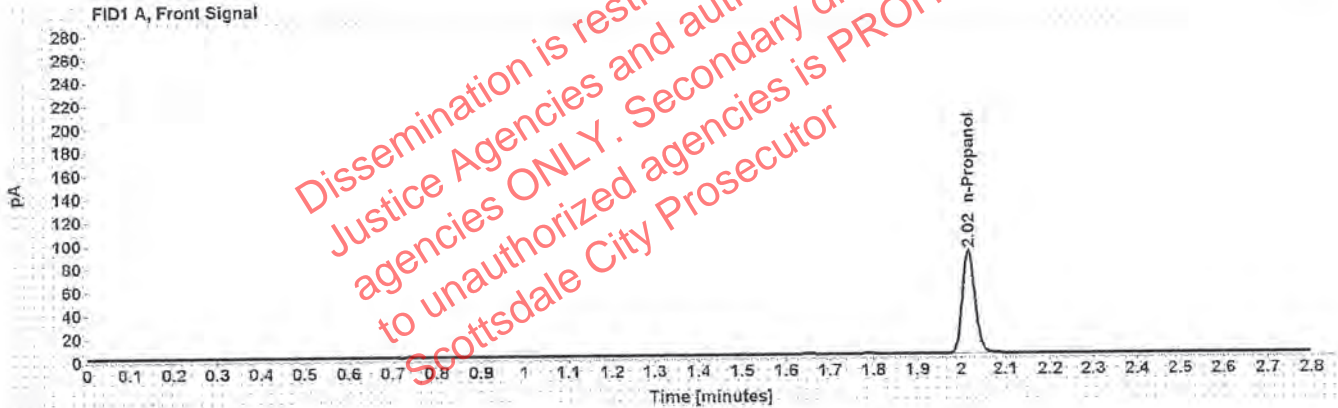 FID1 A, Front Signal
280
260
240
220
200
180
160
140
120
100
80
60
40
20
0
pA
2.02 n-Propanol
0 0.1 0.2 0.3 0.4 0.5 0.6 0.7 0.8 0.9 1 1.1 1.2 1.3 1.4 1.5 1.6 1.7 1.8 1.9 2 2.1 2.2 2.3 2.4 2.5 2.6 2.7 2.8
Time [minutes]
Dissemination is
Justice Agencies and
agencies ONLY. Secondary
to unauthorized agencies is
Scottsdale City Prosecutor